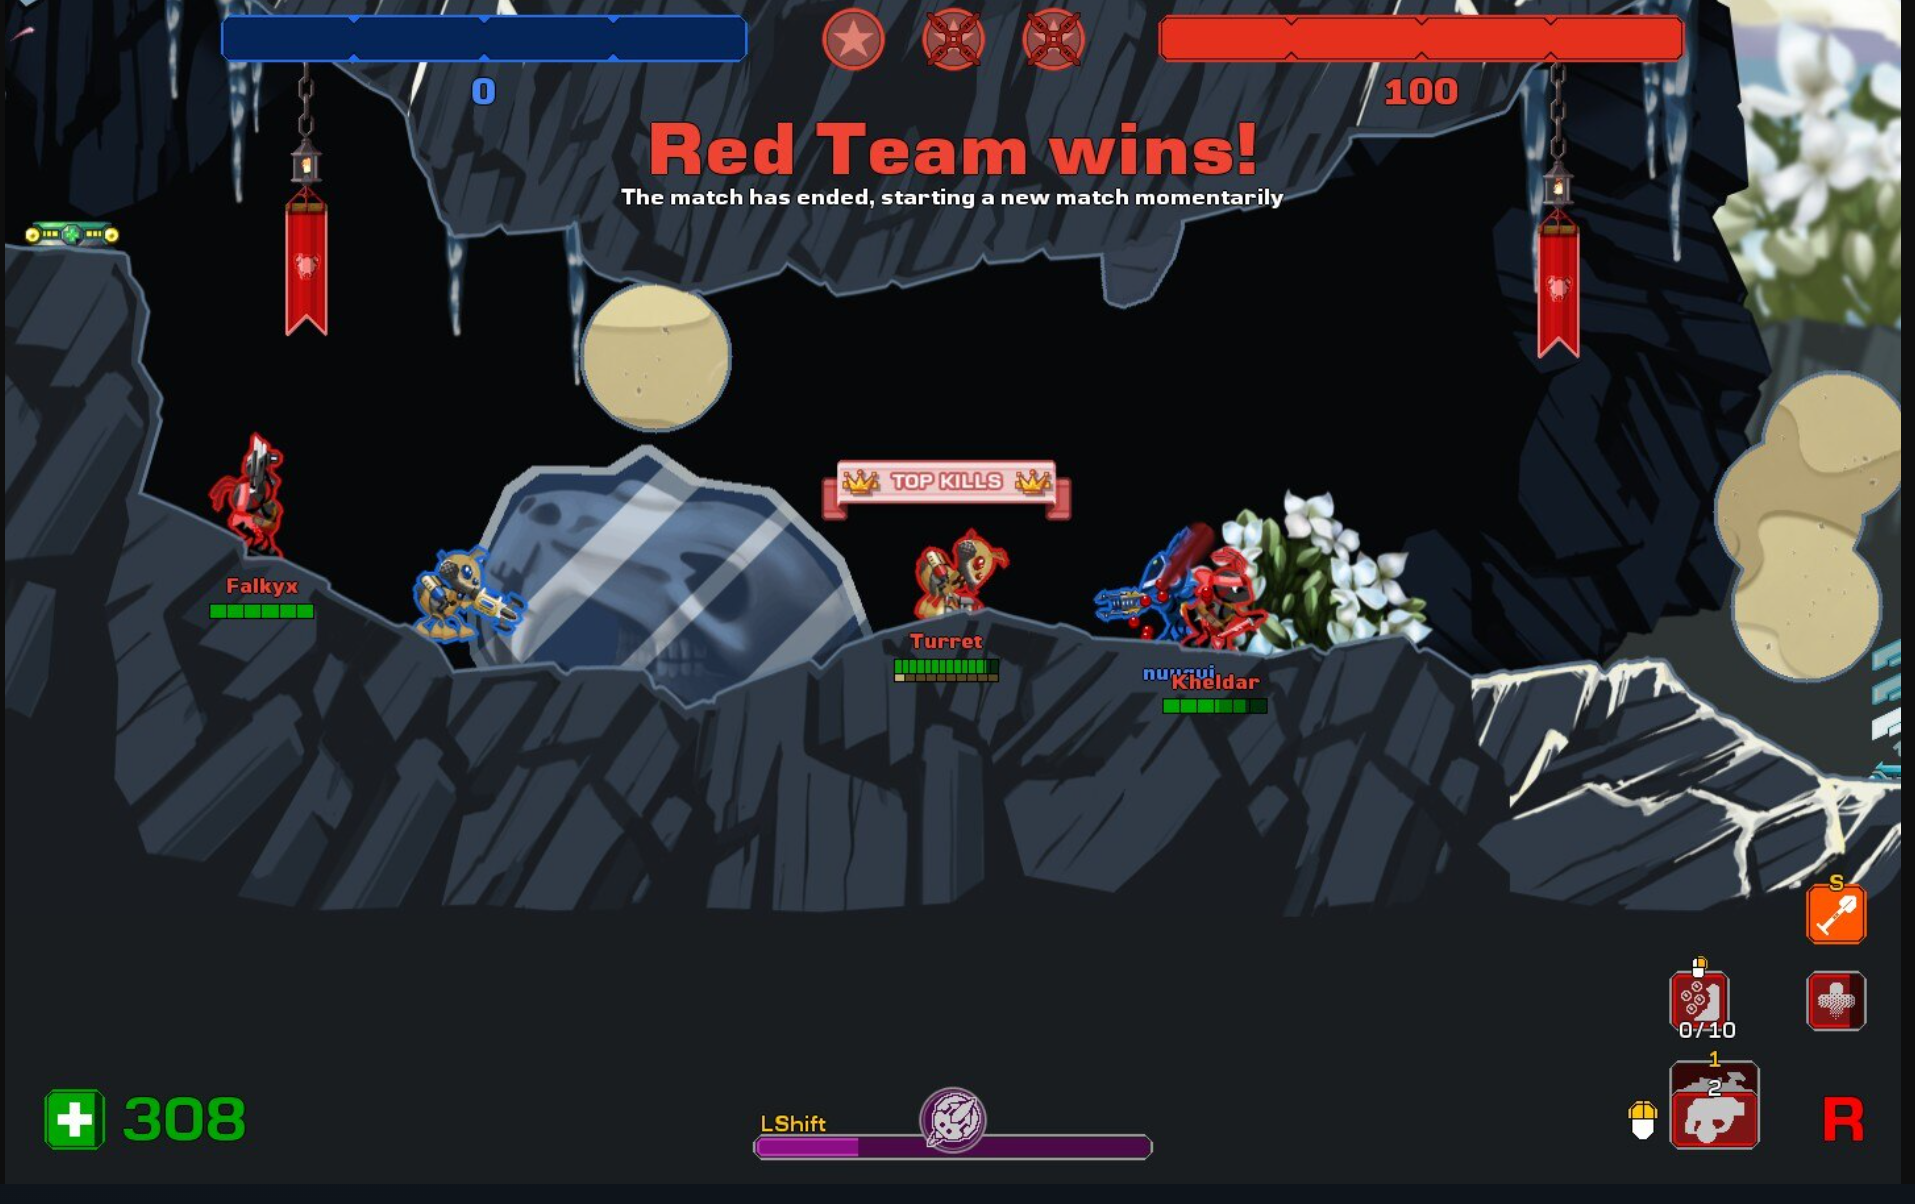 0
100
Red Team wins!
The match has ended, starting a new match momentarily
TOP KILLS
Falkyx
Turret
Kheldar
S
0/10
1
2
308
LShift
R